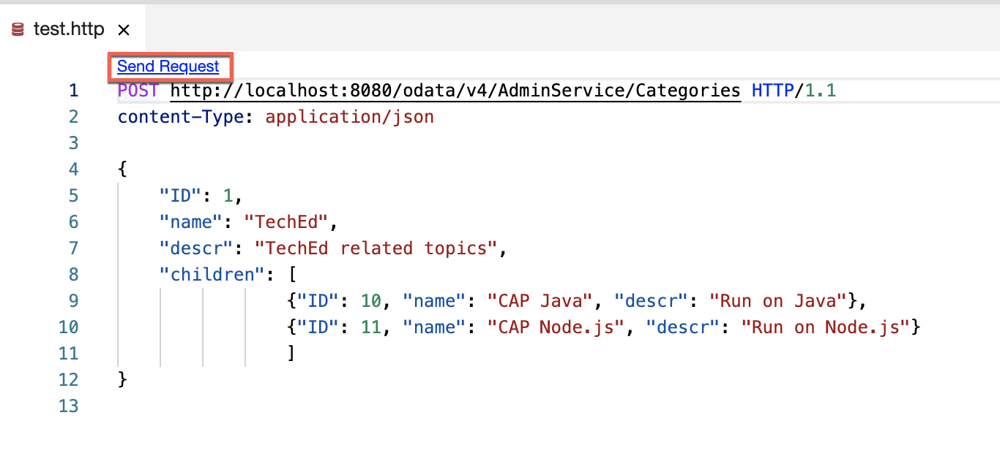 test.http ×
Send Request
1 POST http://localhost:8080/odata/v4/AdminService/Categories HTTP/1.1
2 content-Type: application/json
3
4 {
5 "ID": 1,
6 "name": "TechEd",
7 "descr": "TechEd related topics",
8 "children": [
9 {"ID": 10, "name": "CAP Java", "descr": "Run on Java"},
10 {"ID": 11, "name": "CAP Node.js", "descr": "Run on Node.js"}
11 ]
12 }
13